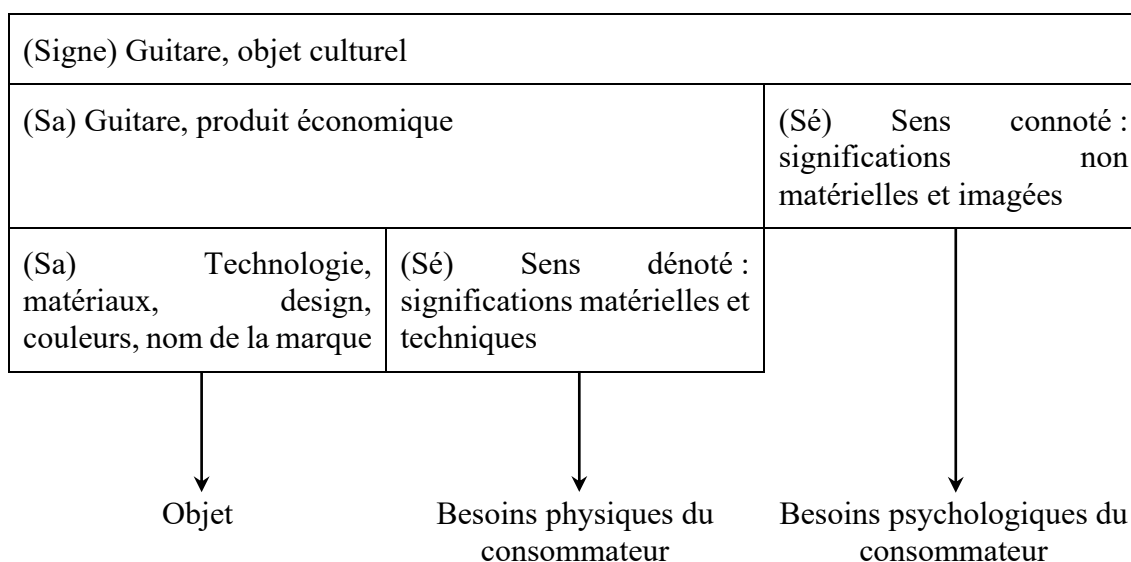 (Signe) Guitare, objet culturel
(Sa) Guitare, produit économique
(Sé) Sens connoté :
significations non
matérielles et imagées
(Sa) Technologie,
matériaux, design,
couleurs, nom de la marque
(Sé) Sens dénoté :
significations matérielles et
techniques
Objet
Besoins physiques du
consommateur
Besoins psychologiques du
consommateur